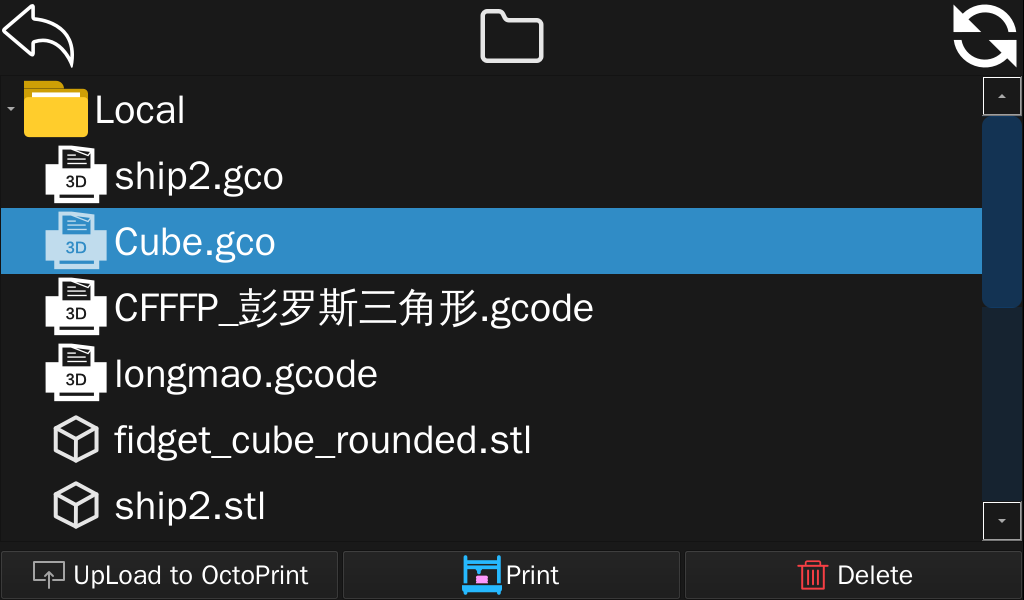 Local
3D ship2.gco
3D Cube.gco
3D CFFFP_彭罗斯三角形.gcode
3D longmao.gcode
fidget_cube_rounded.stl
ship2.stl
UpLoad to OctoPrint
Print
Delete